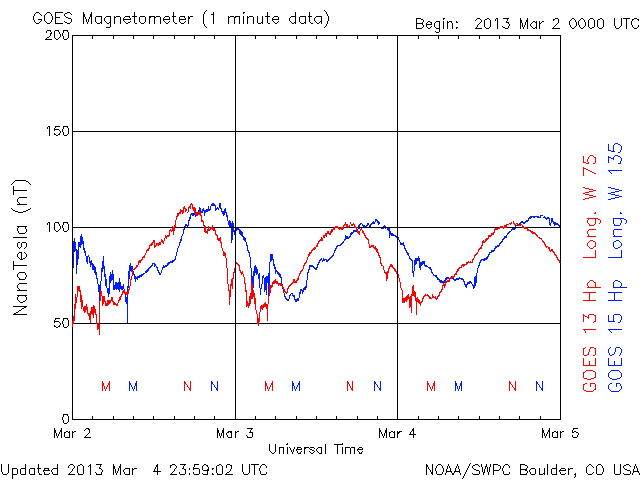 GOES Magnetometer (1 minute data) Begin: 2013 Mar 2 0000 UTC
200
150
100
50
0
NanoTesla (nT)
M M N N M M N N M M N N
Mar 2 Mar 3 Mar 4 Mar 5
Universal Time
GOES 13 Hp Long. W 75
GOES 15 Hp Long. W 135
Updated 2013 Mar 4 23:59:02 UTC NOAA/SWPC Boulder, CO USA